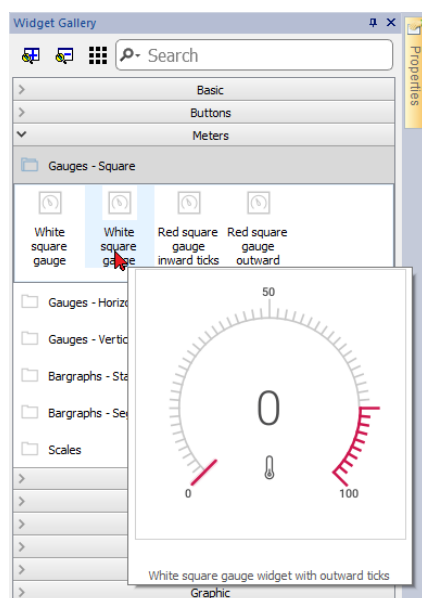 Widget Gallery
Search
Properties
Basic
Buttons
Meters
Gauges - Square
White square gauge
White square gauge
Red square gauge inward ticks
Red square gauge outward
Gauges - Horizo
Gauges - Vertic
Bargraphs - Sta
Bargraphs - Se
Scales
50
0
0
100
White square gauge widget with outward ticks
Graphic